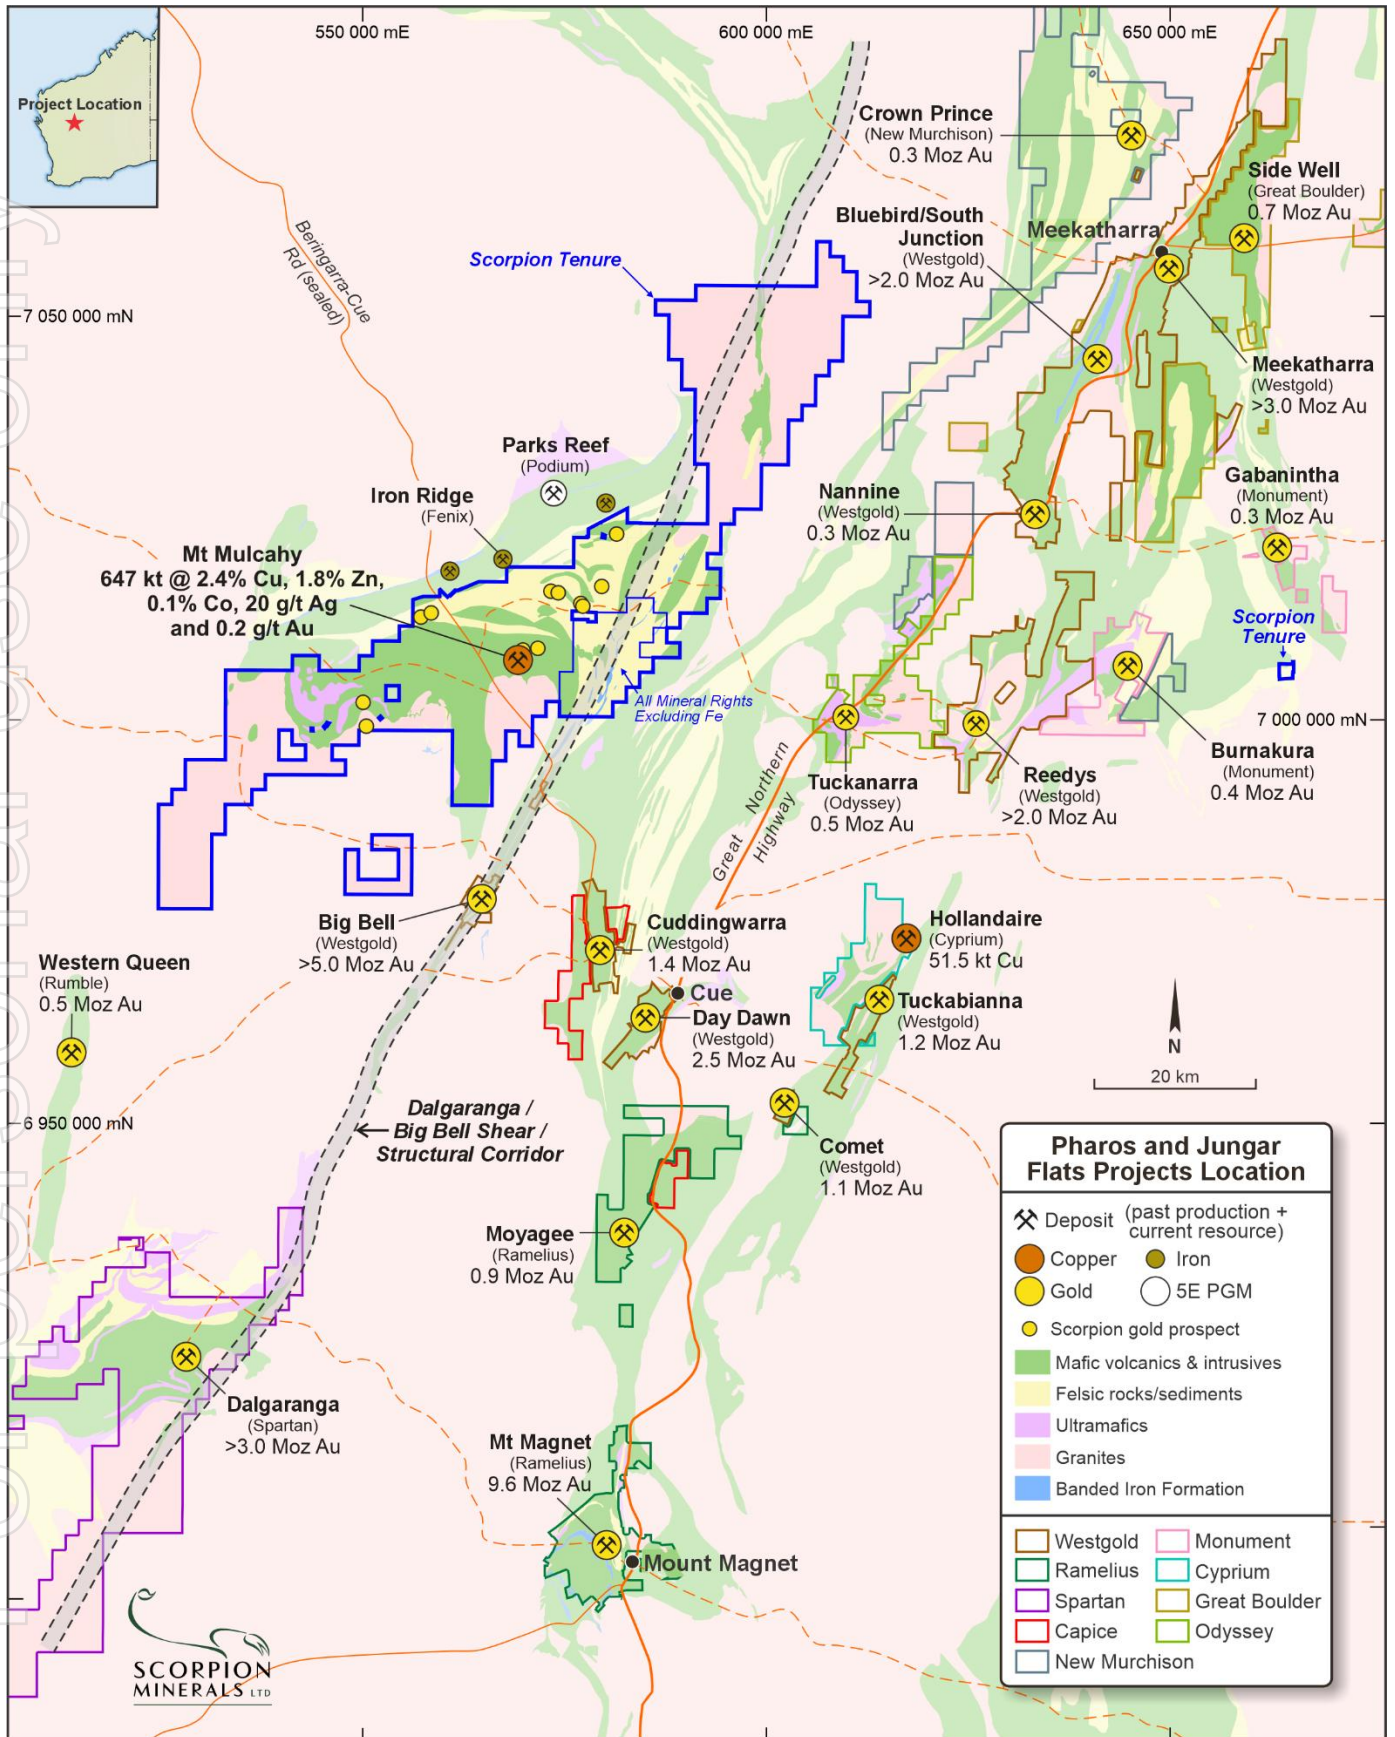 550 000 mE
600 000 mE
650 000 mE
Project Location
Crown Prince
(New Murchison)
0.3 Moz Au
Side Well
(Great Boulder)
0.7 Moz Au
Bluebird/South
Junction
(Westgold)
>2.0 Moz Au
Meekatharra
Beringarra-Cue
Rd (sealed)
Scorpion Tenure
7 050 000 mN
Meekatharra
(Westgold)
>3.0 Moz Au
Parks Reef
(Podium)
Iron Ridge
(Fenix)
Nannine
(Westgold)
0.3 Moz Au
Gabanintha
(Monument)
0.3 Moz Au
Mt Mulcahy
647 kt @ 2.4% Cu, 1.8% Zn,
0.1% Co, 20 g/t Ag
and 0.2 g/t Au
Scorpion
Tenure
All Mineral Rights
Excluding Fe
7 000 000 mN
Burnakura
(Monument)
0.4 Moz Au
Tuckanarra
(Odyssey)
0.5 Moz Au
Reedys
(Westgold)
>2.0 Moz Au
Great Northern
Highway
Big Bell
(Westgold)
>5.0 Moz Au
Cuddingwarra
(Westgold)
1.4 Moz Au
Hollandaire
(Cyprium)
51.5 kt Cu
Western Queen
(Rumble)
0.5 Moz Au
Cue
Day Dawn
(Westgold)
2.5 Moz Au
Tuckabianna
(Westgold)
1.2 Moz Au
N
20 km
6 950 000 mN
Dalgaranga /
Big Bell Shear /
Structural Corridor
Comet
(Westgold)
1.1 Moz Au
Moyagee
(Ramelius)
0.9 Moz Au
Dalgaranga
(Spartan)
>3.0 Moz Au
Mt Magnet
(Ramelius)
9.6 Moz Au
Mount Magnet
Pharos and Jungar
Flats Projects Location
Deposit (past production +
current resource)
Copper
Iron
Gold
5E PGM
Scorpion gold prospect
Mafic volcanics & intrusives
Felsic rocks/sediments
Ultramafics
Granites
Banded Iron Formation
Westgold
Monument
Ramelius
Cyprium
Spartan
Great Boulder
Capice
Odyssey
New Murchison
SCORPION
MINERALS LTD